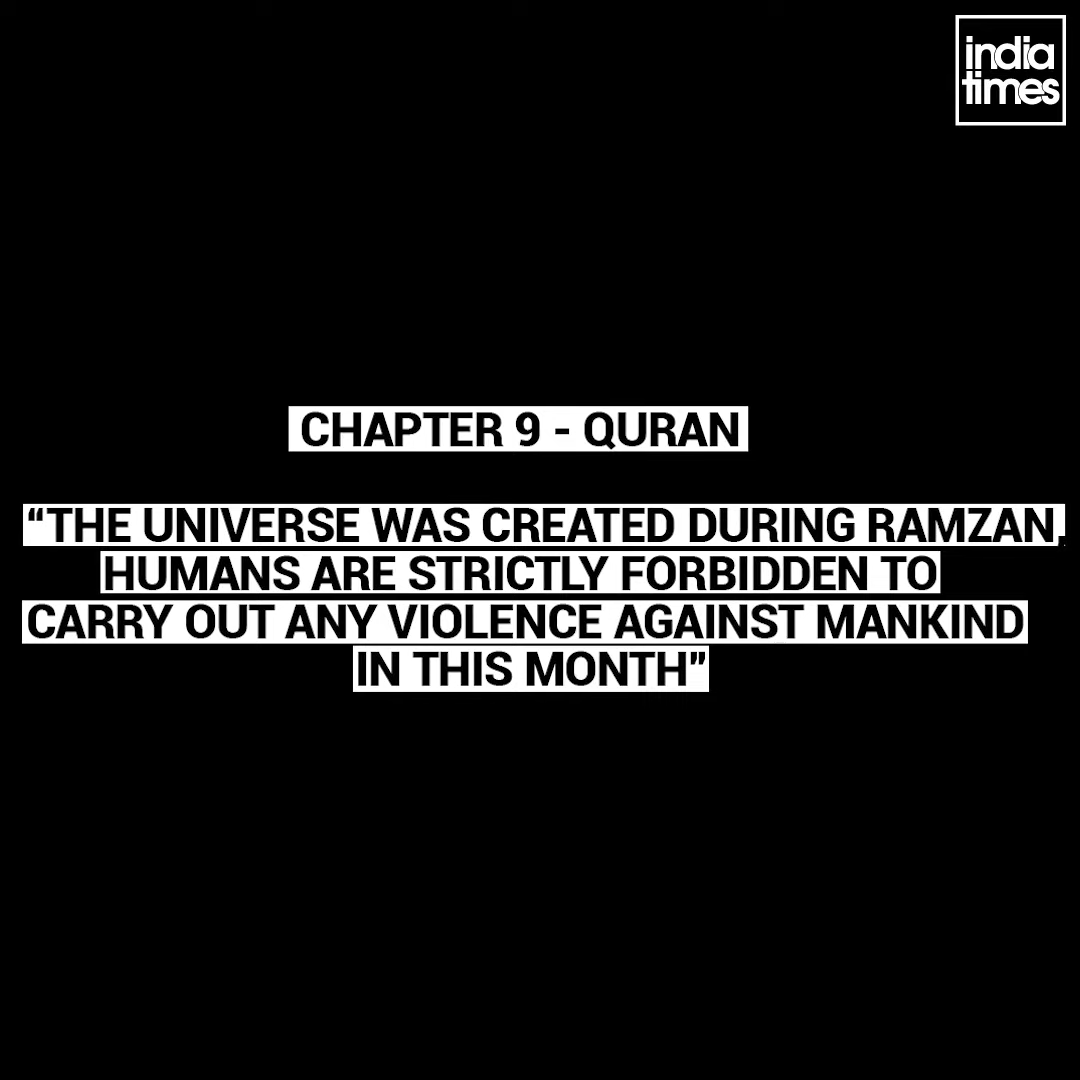 india
times
CHAPTER 9 - QURAN
“THE UNIVERSE WAS CREATED DURING RAMZAN,
HUMANS ARE STRICTLY FORBIDDEN TO
CARRY OUT ANY VIOLENCE AGAINST MANKIND
IN THIS MONTH”